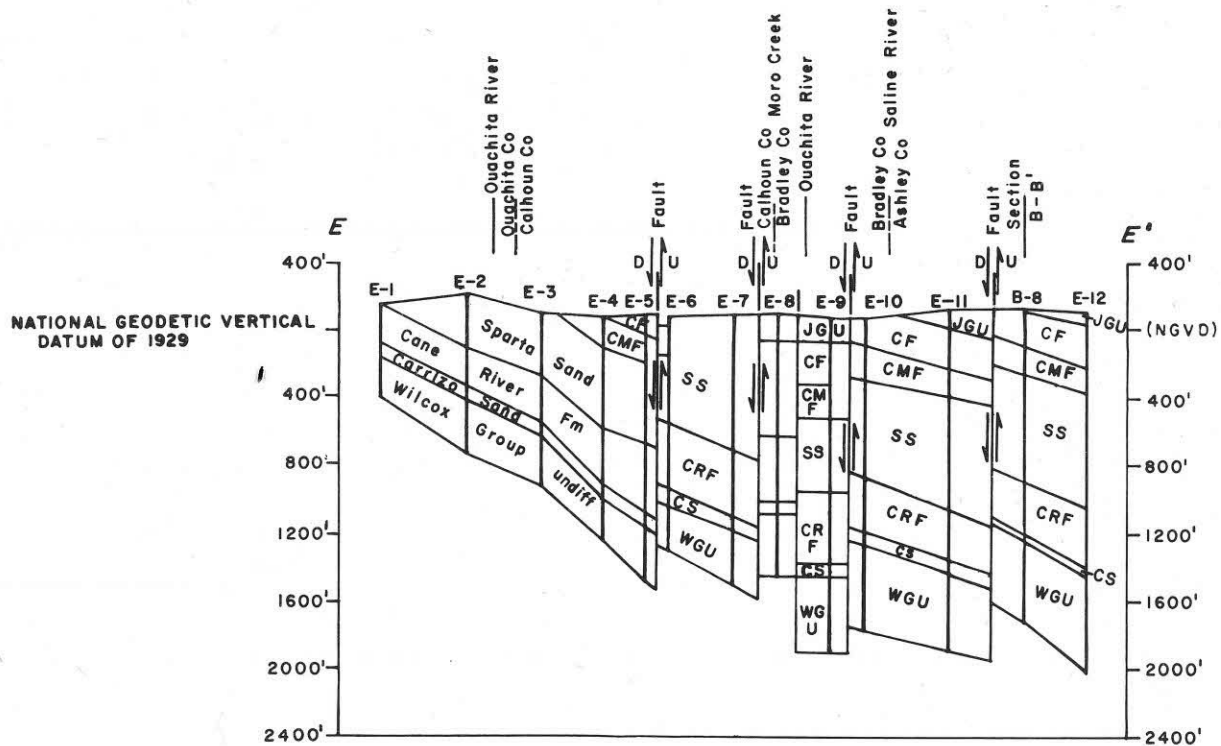 Ouachita River
Ouachita Co
Calhoun Co
Fault
Fault
Calhoun Co
Bradley Co
Moro Creek
Ouachita River
Fault
Bradley Co
Ashley Co
Saline River
Fault
Section
B-B'
E
E'
400'
D U
D U
D U
D U
400'
E-1
E-2
E-3
E-4
E-5
E-6
E-7
E-8
E-9
E-10
E-11
B-8
E-12
NATIONAL GEODETIC VERTICAL
DATUM OF 1929
JGU
(NGVD)
Sparta
Sand
Fm
Cane
River
Carrizo
Sand
Wilcox
Group
undiff
CF
CMF
SS
CRF
CS
WGU
JGU
CF
CM
F
SS
CR
F
CS
WG
U
JGU
CF
CMF
SS
CRF
CS
WGU
CF
CMF
SS
CRF
CS
WGU
400'
800'
1200'
1600'
2000'
2400'
400'
800'
1200'
1600'
2000'
2400'